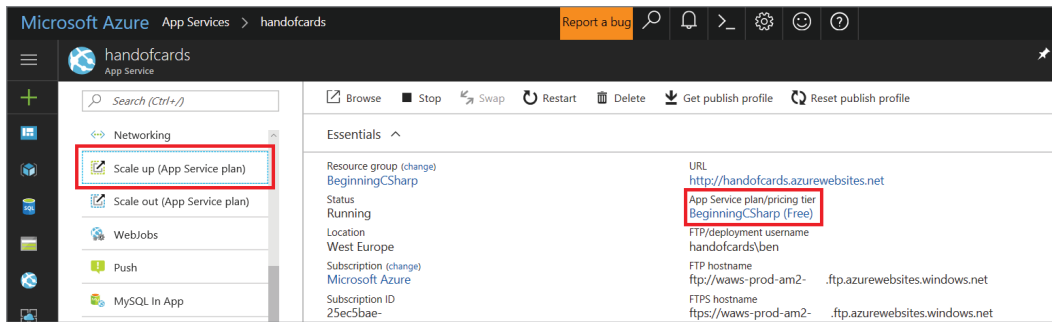 Microsoft Azure App Services > handofcards
Report a bug
handofcards
App Service
Search (Ctrl+/)
Networking
Scale up (App Service plan)
Scale out (App Service plan)
WebJobs
Push
MySQL In App
Browse Stop Swap Restart Delete Get publish profile Reset publish profile
Essentials
Resource group (change)
BeginningCSharp
Status
Running
Location
West Europe
Subscription (change)
Microsoft Azure
Subscription ID
25ec5bae-
URL
http://handofcards.azurewebsites.net
App Service plan/pricing tier
BeginningCSharp (Free)
FTP/deployment username
handofcards\ben
FTP hostname
ftp://waws-prod-am2- .ftp.azurewebsites.windows.net
FTPS hostname
ftps://waws-prod-am2- .ftp.azurewebsites.windows.net
SQL